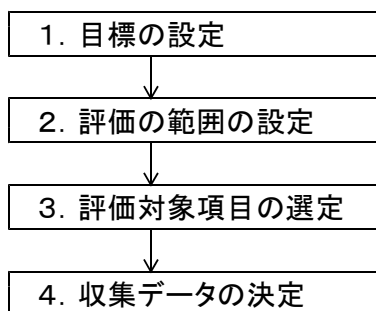 1. 目標の設定
2. 評価の範囲の設定
3. 評価対象項目の選定
4. 収集データの決定